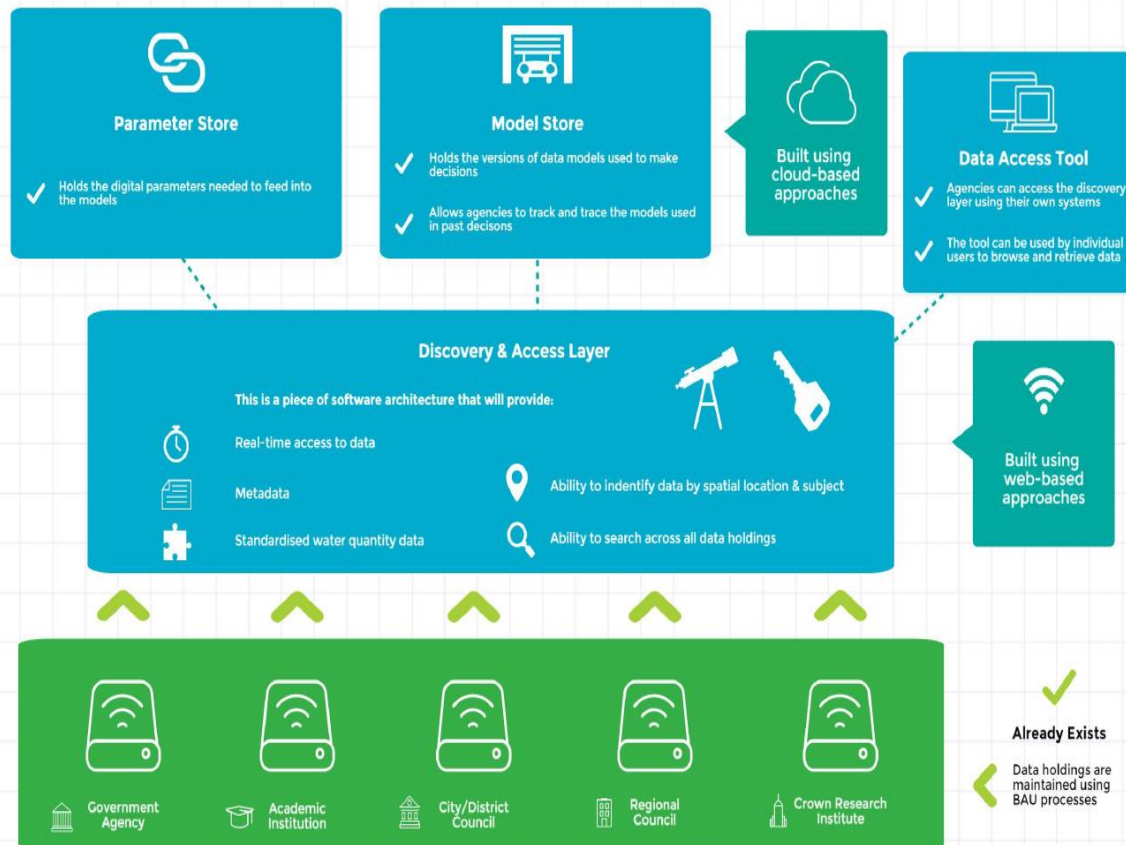 Parameter Store
Holds the digital parameters needed to feed into
the models
Model Store
Holds the versions of data models used to make
decisions
Allows agencies to track and trace the models used
in past decisons
Built using
cloud-based
approaches
Data Access Tool
Agencies can access the discovery
layer using their own systems
The tool can be used by individual
users to browse and retrieve data
Discovery & Access Layer
This is a piece of software architecture that will provide:
Real-time access to data
Metadata
Standardised water quantity data
Ability to indentify data by spatial location & subject
Ability to search across all data holdings
Built using
web-based
approaches
Government
Agency
Academic
Institution
City/District
Council
Regional
Council
Crown Research
Institute
Already Exists
Data holdings are
maintained using
BAU processes